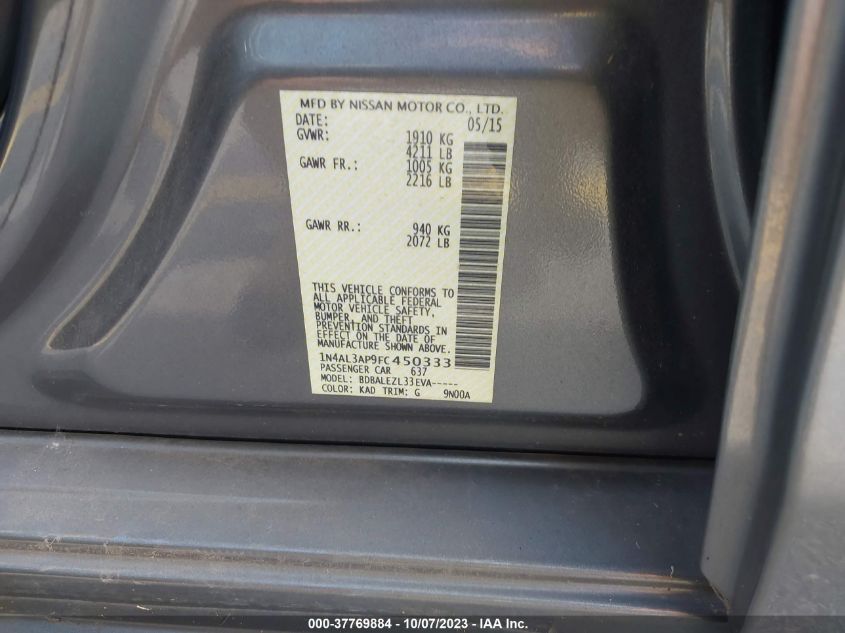 MFD BY NISSAN MOTOR CO., LTD.
DATE: 05/15
GVWR: 1910 KG
4211 LB
GAWR FR.: 1005 KG
2216 LB
GAWR RR.: 940 KG
2072 LB
THIS VEHICLE CONFORMS TO
ALL APPLICABLE FEDERAL
MOTOR VEHICLE SAFETY,
BUMPER, AND THEFT
PREVENTION STANDARDS IN
EFFECT ON THE DATE OF
MANUFACTURE SHOWN ABOVE.
1N4AL3AP9FC450333
PASSENGER CAR 637
MODEL: BDBALEZL33EVA-----
COLOR: KAD TRIM: G 9N00A
000-37769884 - 10/07/2023 - IAA Inc.